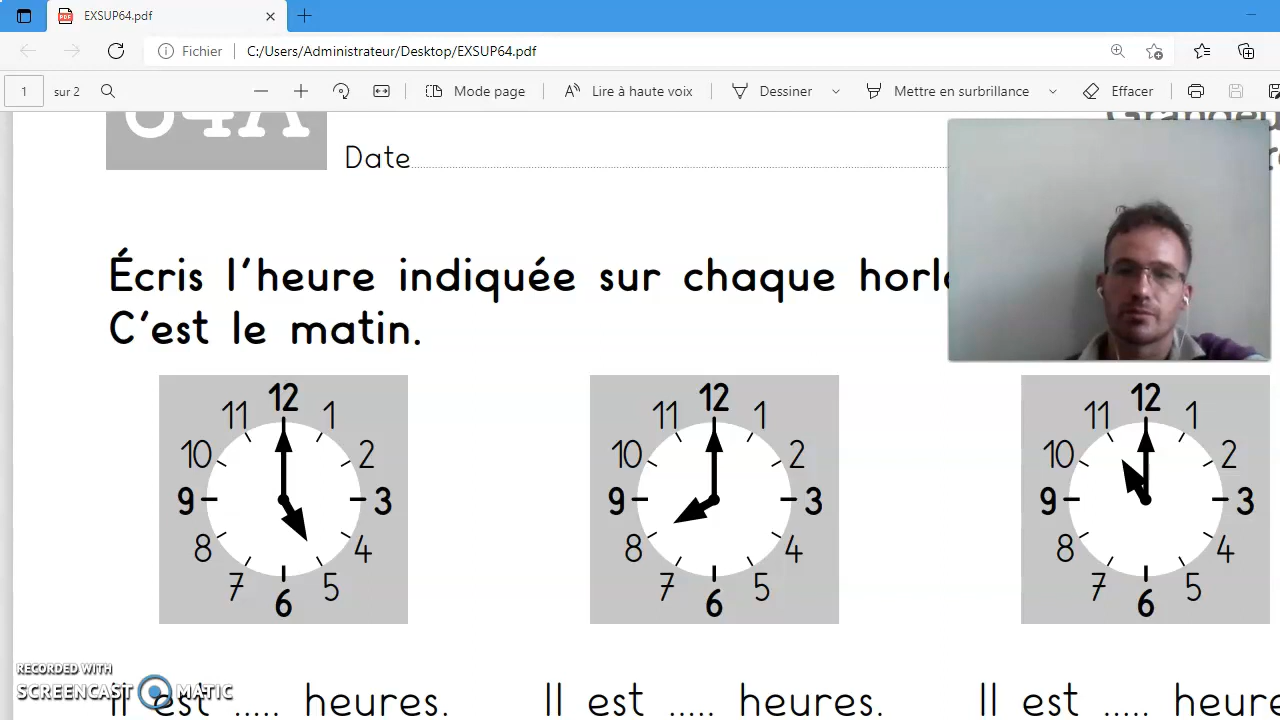 EXSUP64.pdf
Fichier C:/Users/Administrateur/Desktop/EXSUP64.pdf
1 sur 2 Mode page Lire à haute voix Dessiner Mettre en surbrillance Effacer
64A
Date
Écris l'heure indiquée sur chaque
C'est le matin.
12 1 2 3 4 5 6 7 8 9 10 11
12 1 2 3 4 5 6 7 8 9 10 11
12 1 2 3 4 5 6 7 8 9 10 11
Il est ..... heures. Il est ..... heures. Il est ..... heure
RECORDED WITH
SCREENCAST MATIC